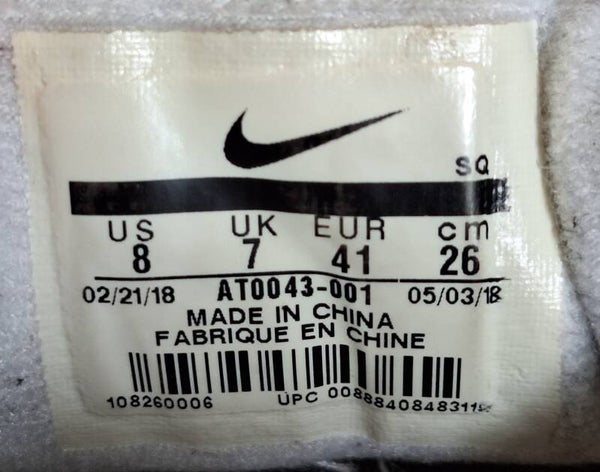 SQ
US UK EUR cm
8 7 41 26
02/21/18 AT0043-001 05/03/18
MADE IN CHINA
FABRIQUE EN CHINE
108260006 UPC